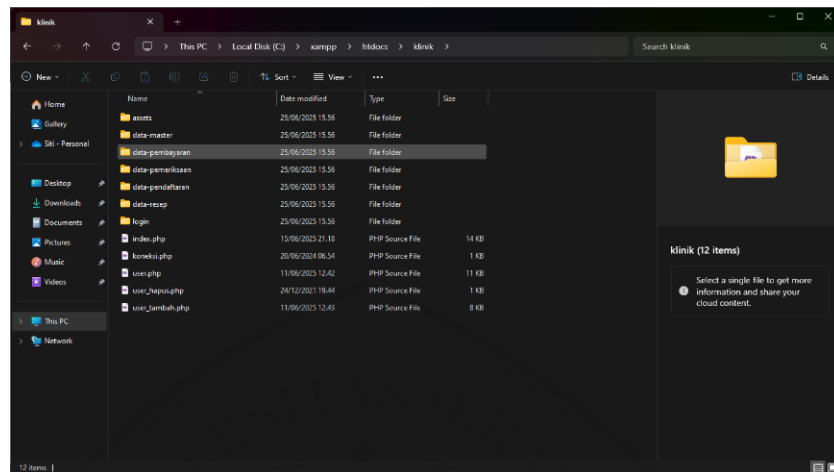 klinik
This PC > Local Disk (C:) > xampp > htdocs > klinik >
Search klinik
New
Sort
View
Details
Home
Gallery
Siti - Personal
Desktop
Downloads
Documents
Pictures
Music
Videos
This PC
Network
Name Date modified Type Size
assets 25/06/2025 15.56 File folder
data-master 25/06/2025 15.56 File folder
data-pembayaran 25/06/2025 15.56 File folder
data-pemeriksaan 25/06/2025 15.56 File folder
data-pendaftaran 25/06/2025 15.56 File folder
data-resep 25/06/2025 15.56 File folder
login 25/06/2025 15.56 File folder
index.php 15/06/2025 21.18 PHP Source File 14 KB
koneksi.php 20/06/2024 06.54 PHP Source File 1 KB
user.php 11/06/2025 12.42 PHP Source File 11 KB
user_hapus.php 24/12/2021 19.44 PHP Source File 1 KB
user_tambah.php 11/06/2025 12.43 PHP Source File 8 KB
klinik (12 items)
Select a single file to get more
information and share your
cloud content.
12 items